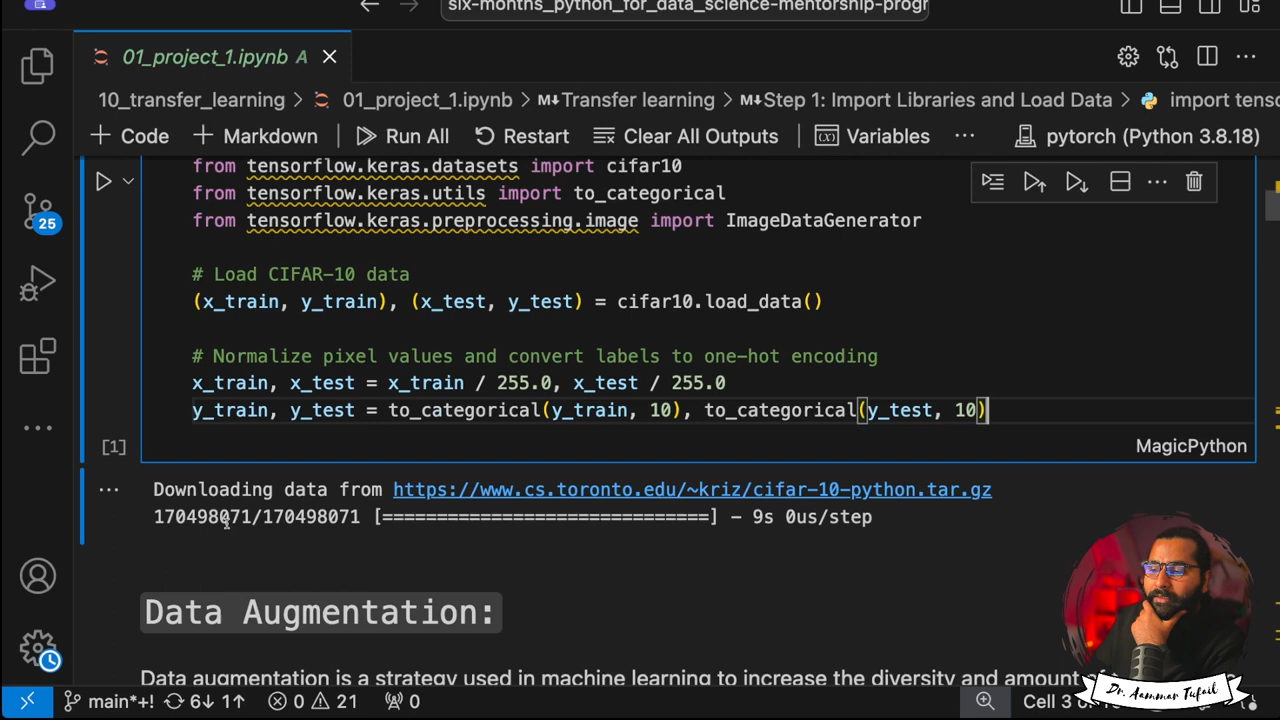 six-months_python_for_data_science-mentorship-progr
01_project_1.ipynb A
10_transfer_learning > 01_project_1.ipynb > M↓Transfer learning > M↓Step 1: Import Libraries and Load Data > import tenso
+ Code + Markdown Run All Restart Clear All Outputs Variables ... pytorch (Python 3.8.18)
from tensorflow.keras.datasets import cifar10
from tensorflow.keras.utils import to_categorical
from tensorflow.keras.preprocessing.image import ImageDataGenerator
# Load CIFAR-10 data
(x_train, y_train), (x_test, y_test) = cifar10.load_data()
# Normalize pixel values and convert labels to one-hot encoding
x_train, x_test = x_train / 255.0, x_test / 255.0
y_train, y_test = to_categorical(y_train, 10), to_categorical(y_test, 10)
[1]
MagicPython
25
... Downloading data from https://www.cs.toronto.edu/~kriz/cifar-10-python.tar.gz
170498071/170498071 [==============================] - 9s 0us/step
Data Augmentation:
Data augmentation is a strategy used in machine learning to increase the diversity and amount
Dr. Aammar Tufail
main*+! 6↓ 1↑ 0 21 0 Cell 3 of